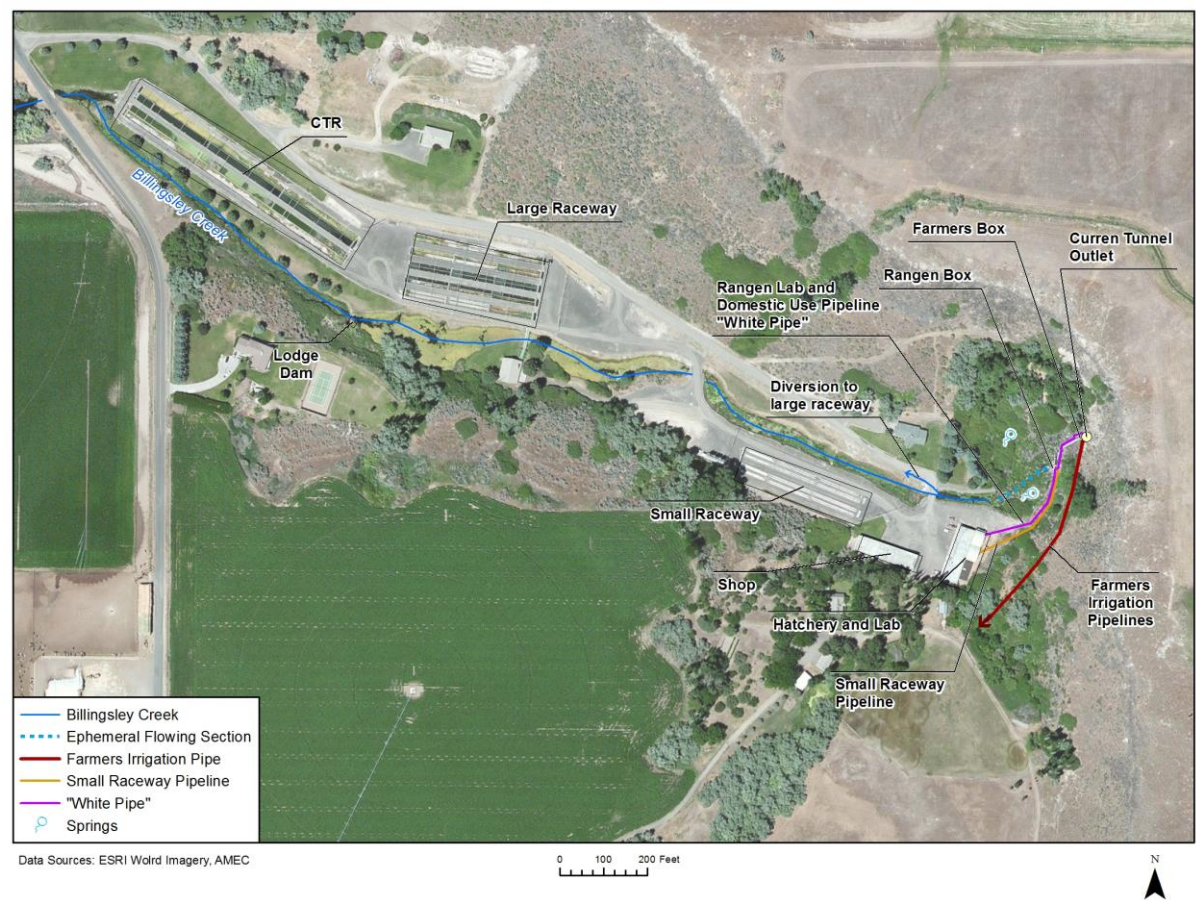 CTR
Billingsley Creek
Large Raceway
Farmers Box
Curren Tunnel
Outlet
Rangen Box
Rangen Lab and
Domestic Use Pipeline
"White Pipe"
Lodge
Dam
Diversion to
large raceway
Small Raceway
Shop
Farmers
Irrigation
Pipelines
Hatchery and Lab
Small Raceway
Pipeline
Billingsley Creek
Ephemeral Flowing Section
Farmers Irrigation Pipe
Small Raceway Pipeline
"White Pipe"
Springs
Data Sources: ESRI Wolrd Imagery, AMEC
0 100 200 Feet
N